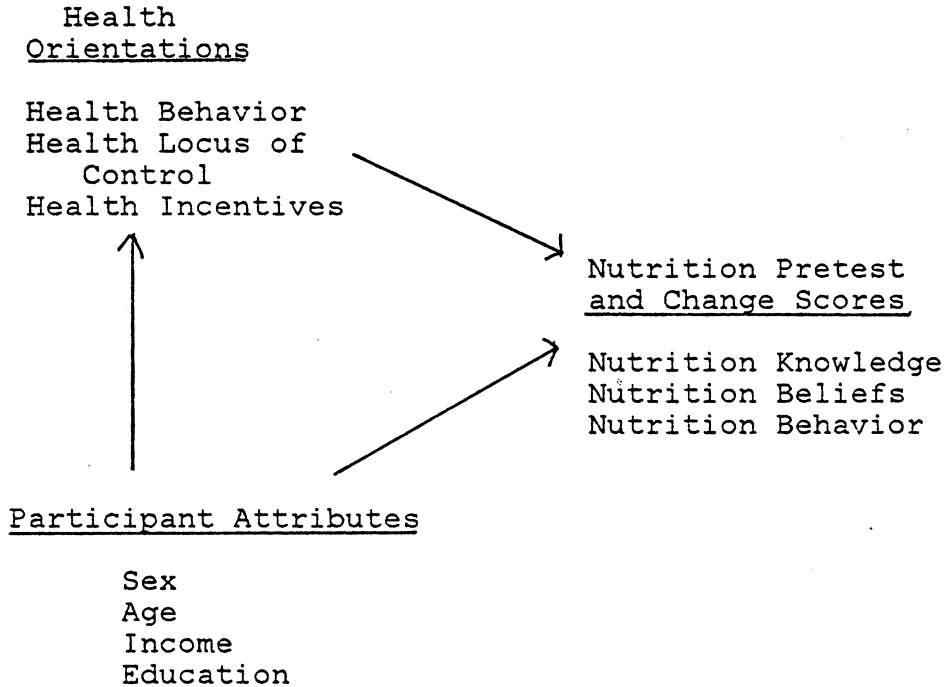 Health
Orientations
Health Behavior
Health Locus of
Control
Health Incentives
Nutrition Pretest
and Change Scores
Nutrition Knowledge
Nutrition Beliefs
Nutrition Behavior
Participant Attributes
Sex
Age
Income
Education